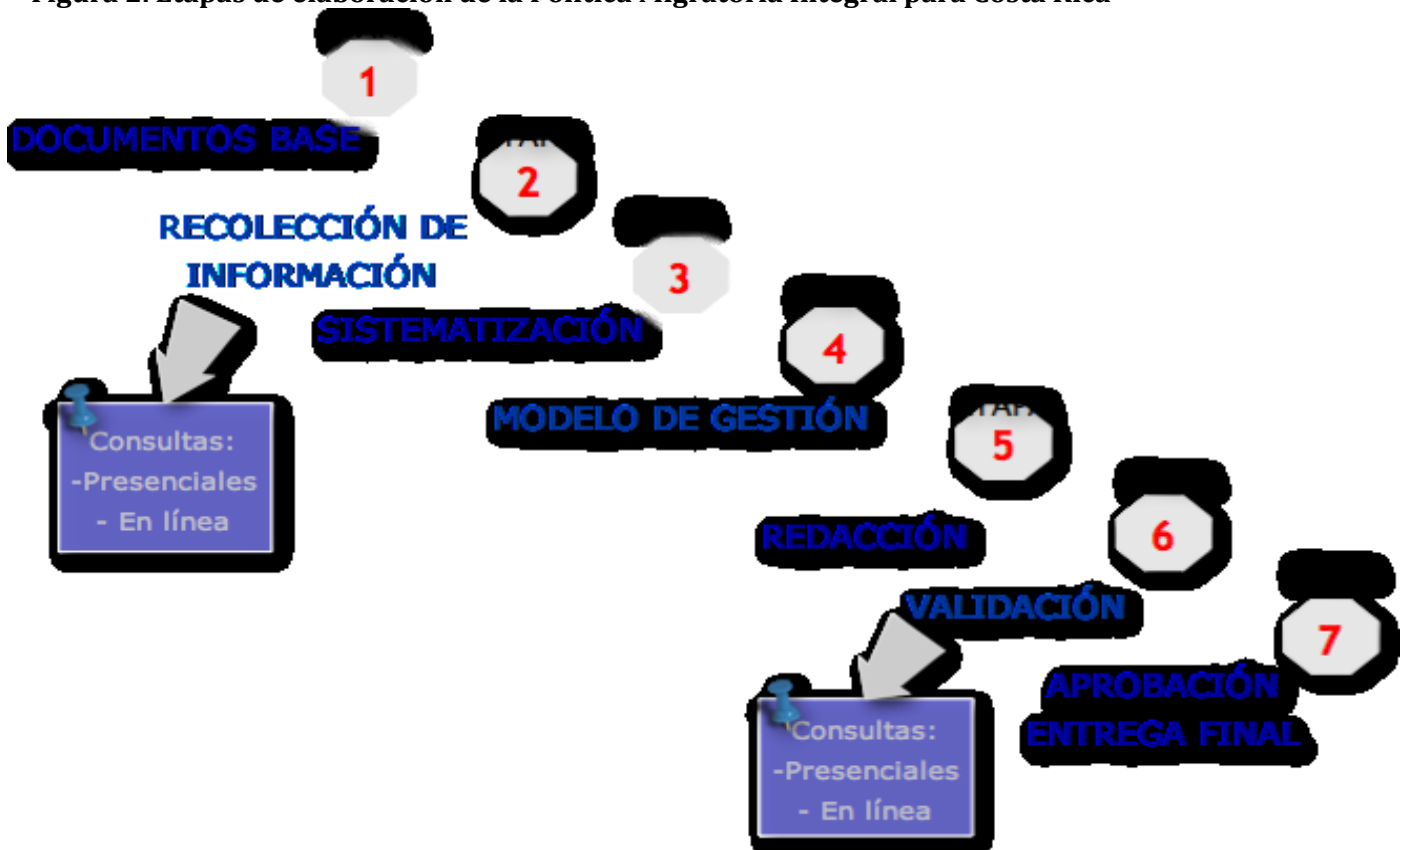 1
DOCUMENTOS BASE
2
RECOLECCIÓN DE
INFORMACIÓN
3
SISTEMATIZACIÓN
4
MODELO DE GESTIÓN
Consultas:
-Presenciales
- En línea
5
REDACCIÓN
6
VALIDACIÓN
7
APROBACIÓN
ENTREGA FINAL
Consultas:
-Presenciales
- En línea